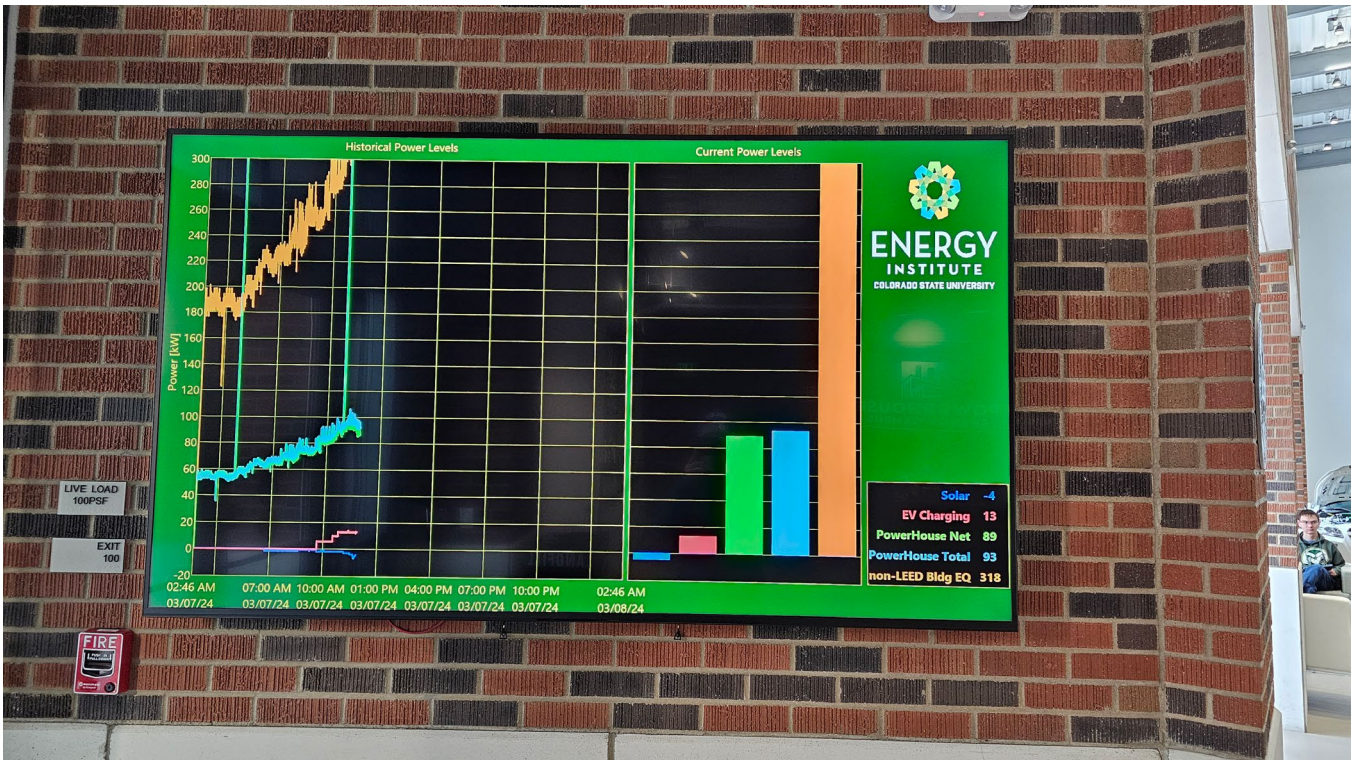 Historical Power Levels
Current Power Levels
300
280
260
240
220
200
180
160
140
120
100
80
60
40
20
0
-20
Power [kW]
02:46 AM 07:00 AM 10:00 AM 01:00 PM 04:00 PM 07:00 PM 10:00 PM 02:46 AM
03/07/24 03/07/24 03/07/24 03/07/24 03/07/24 03/07/24 03/07/24 03/08/24
ENERGY
INSTITUTE
COLORADO STATE UNIVERSITY
Solar -4
EV Charging 13
PowerHouse Net 89
PowerHouse Total 93
non-LEED Bldg EQ 318
LIVE LOAD
100PSF
EXIT
100
FIRE